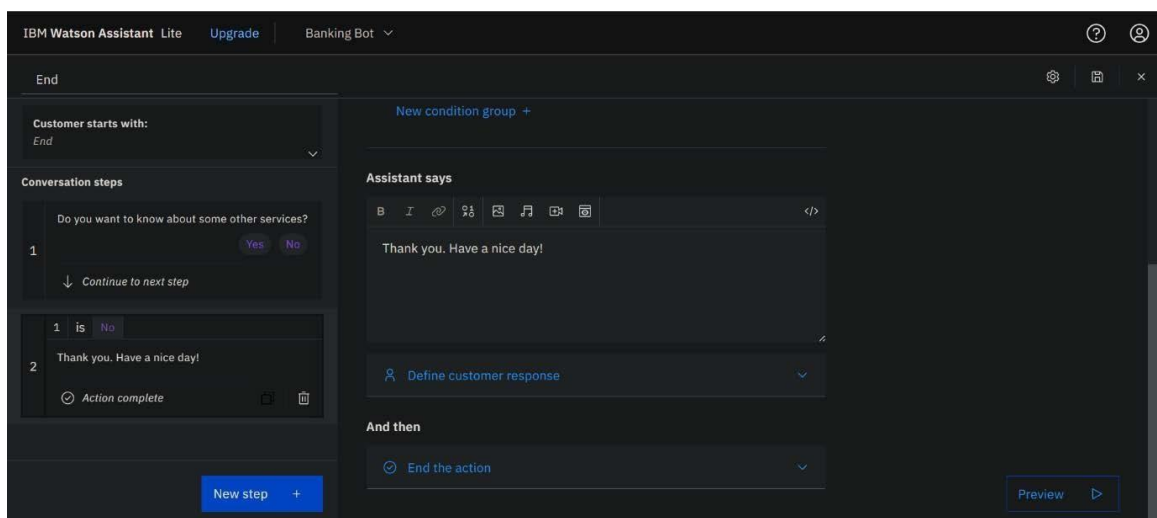 IBM Watson Assistant Lite Upgrade Banking Bot
End
Customer starts with:
End
Conversation steps
1
Do you want to know about some other services?
Yes No
Continue to next step
2
1 is No
Thank you. Have a nice day!
Action complete
New step +
New condition group +
Assistant says
B I
</>
Thank you. Have a nice day!
Define customer response
And then
End the action
Preview